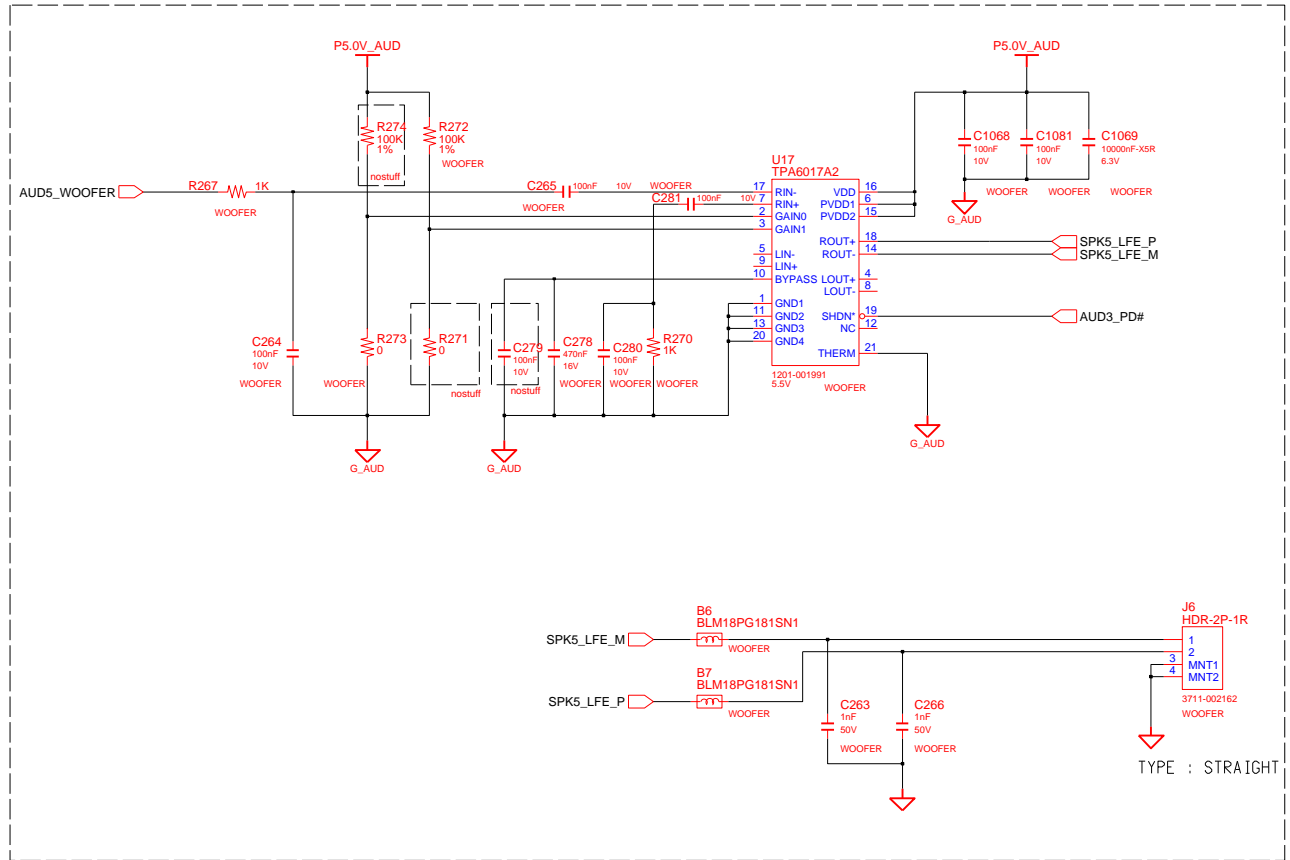 P5.0V_AUD
P5.0V_AUD
R274
100K
1%
nostuff
R272
100K
1%
WOOFER
C1068
100nF
10V
WOOFER
C1081
100nF
10V
WOOFER
C1069
10000nF-X5R
6.3V
WOOFER
G_AUD
AUD5_WOOFER
R267
1K
WOOFER
C265
100nF
10V
WOOFER
WOOFER
C281
100nF
10V
U17
TPA6017A2
17 RIN-
7 RIN+
2 GAIN0
3 GAIN1
5 LIN-
9 LIN+
10 BYPASS
1 GND1
11 GND2
13 GND3
20 GND4
VDD 16
PVDD1 6
PVDD2 15
ROUT+ 18
ROUT- 14
LOUT+ 4
LOUT- 8
SHDN* 19
NC 12
THERM 21
1201-001991
5.5V
WOOFER
SPK5_LFE_P
SPK5_LFE_M
AUD3_PD#
C264
100nF
10V
WOOFER
R273
0
WOOFER
R271
0
nostuff
C279
100nF
10V
nostuff
C278
470nF
16V
WOOFER
C280
100nF
10V
WOOFER
R270
1K
WOOFER
G_AUD
G_AUD
G_AUD
B6
BLM18PG181SN1
SPK5_LFE_M
WOOFER
B7
BLM18PG181SN1
SPK5_LFE_P
WOOFER
C263
1nF
50V
WOOFER
C266
1nF
50V
WOOFER
J6
HDR-2P-1R
1
2
3 MNT1
4 MNT2
3711-002162
WOOFER
TYPE : STRAIGHT